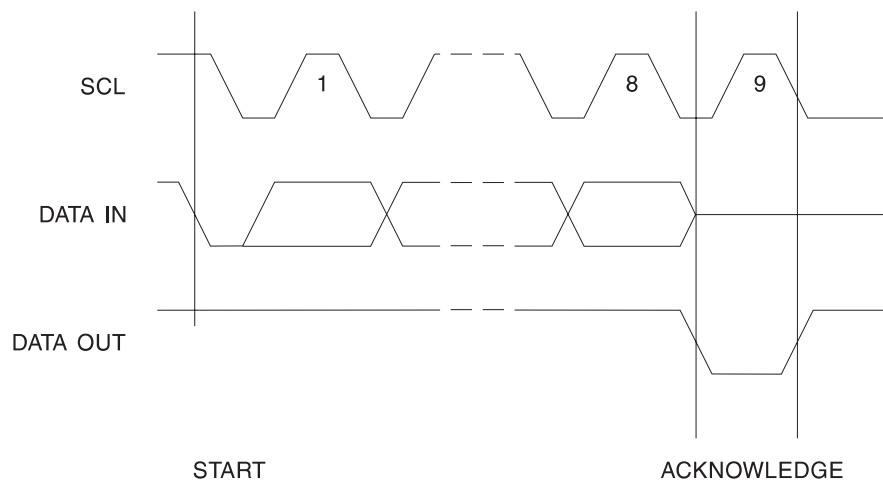 SCL
1
8
9
DATA IN
DATA OUT
START
ACKNOWLEDGE